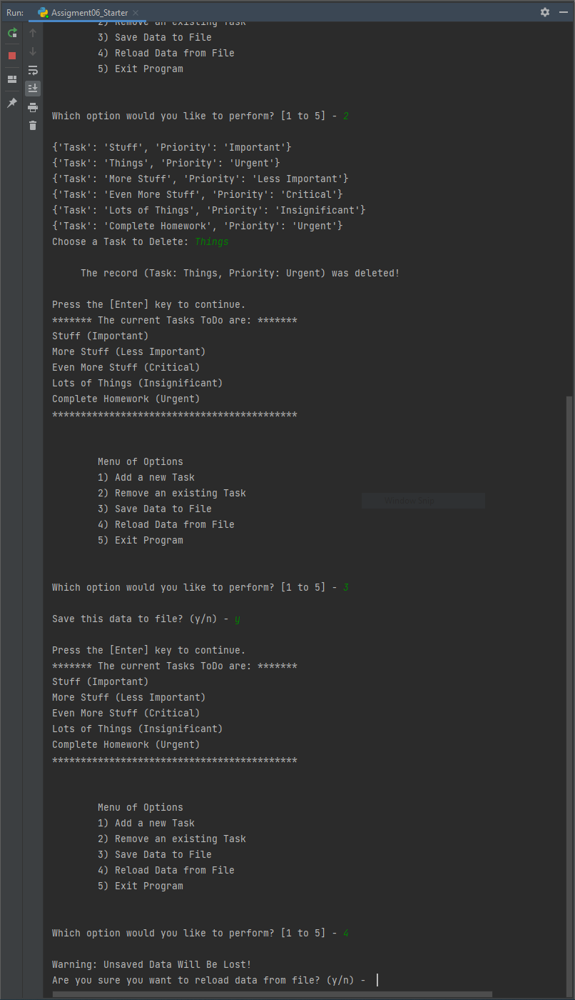 Run: Assigment06_Starter
2) Remove an existing Task
3) Save Data to File
4) Reload Data from File
5) Exit Program
Which option would you like to perform? [1 to 5] - 2
{'Task': 'Stuff', 'Priority': 'Important'}
{'Task': 'Things', 'Priority': 'Urgent'}
{'Task': 'More Stuff', 'Priority': 'Less Important'}
{'Task': 'Even More Stuff', 'Priority': 'Critical'}
{'Task': 'Lots of Things', 'Priority': 'Insignificant'}
{'Task': 'Complete Homework', 'Priority': 'Urgent'}
Choose a Task to Delete: Things
The record (Task: Things, Priority: Urgent) was deleted!
Press the [Enter] key to continue.
******* The current Tasks ToDo are: *******
Stuff (Important)
More Stuff (Less Important)
Even More Stuff (Critical)
Lots of Things (Insignificant)
Complete Homework (Urgent)
*******************************************
Menu of Options
1) Add a new Task
2) Remove an existing Task
3) Save Data to File
4) Reload Data from File
5) Exit Program
Window Snip
Which option would you like to perform? [1 to 5] - 3
Save this data to file? (y/n) - y
Press the [Enter] key to continue.
******* The current Tasks ToDo are: *******
Stuff (Important)
More Stuff (Less Important)
Even More Stuff (Critical)
Lots of Things (Insignificant)
Complete Homework (Urgent)
*******************************************
Menu of Options
1) Add a new Task
2) Remove an existing Task
3) Save Data to File
4) Reload Data from File
5) Exit Program
Which option would you like to perform? [1 to 5] - 4
Warning: Unsaved Data Will Be Lost!
Are you sure you want to reload data from file? (y/n) -